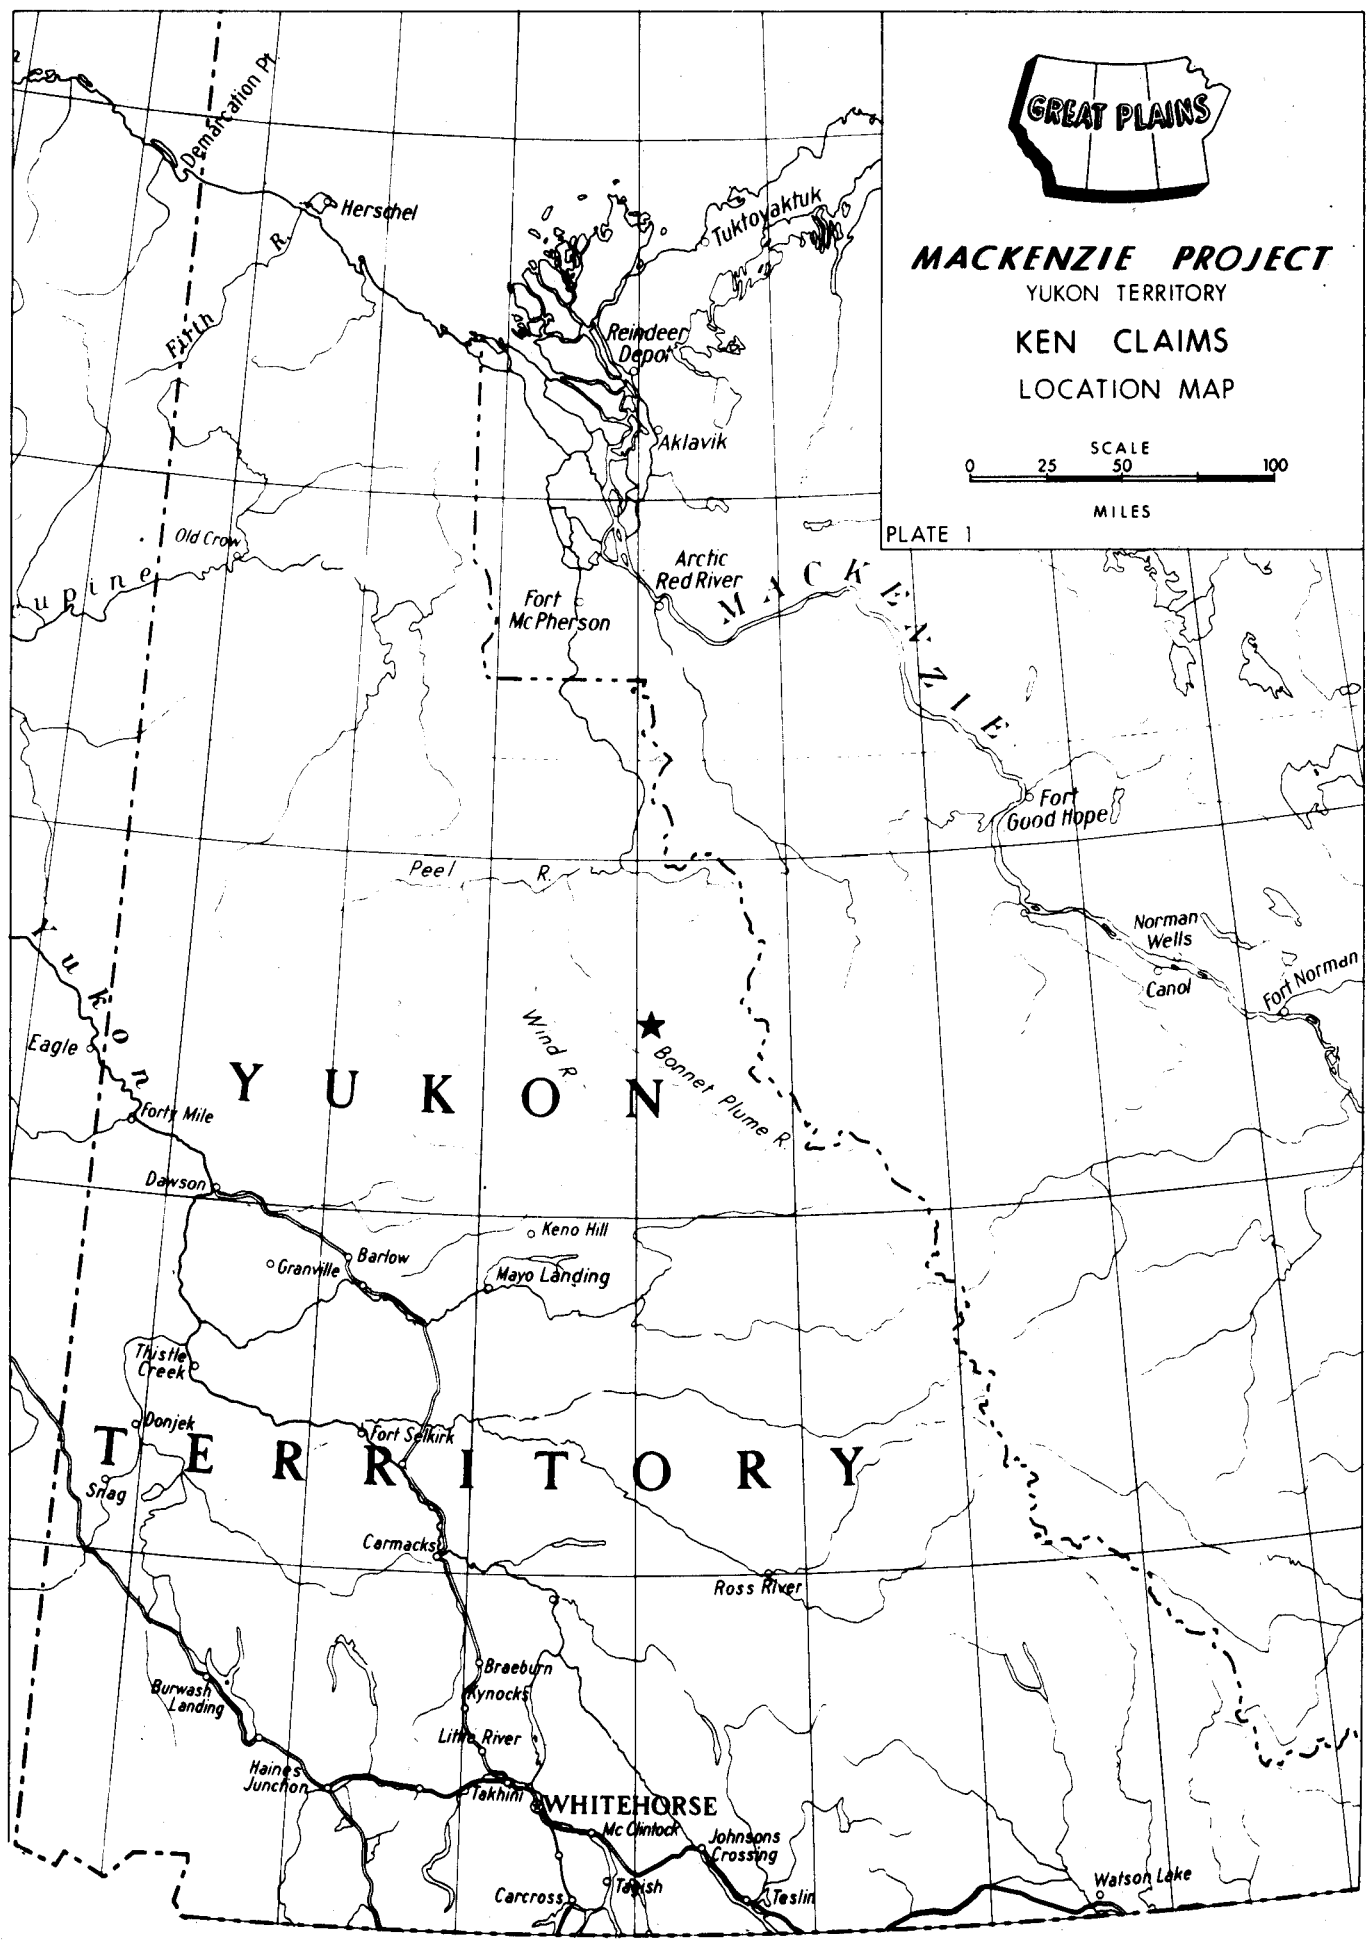 GREAT PLAINS
MACKENZIE PROJECT
YUKON TERRITORY
KEN CLAIMS
LOCATION MAP
SCALE
0 25 50 100
MILES
PLATE 1
Demarcation Pt.
Herschel
Firth R.
Tuktoyaktuk
Reindeer
Depot
Aklavik
Old Crow
upine
Arctic
Red River
Fort
McPherson
MACKENZIE
Fort
Good Hope
Peel R.
Norman
Wells
Canol
Fort Norman
Yukon
Eagle
Wind R.
Bonnet Plume R.
YUKON
Forty Mile
Dawson
Keno Hill
Barlow
Granville
Mayo Landing
Thistle
Creek
Donjek
Fort Selkirk
TERRITORY
Snag
Carmacks
Ross River
Braeburn
Kynocks
Burwash
Landing
Little River
Haines
Junction
Takhini
WHITEHORSE
Mc Clintock
Johnsons
Crossing
Tagish
Carcross
Teslin
Watson Lake